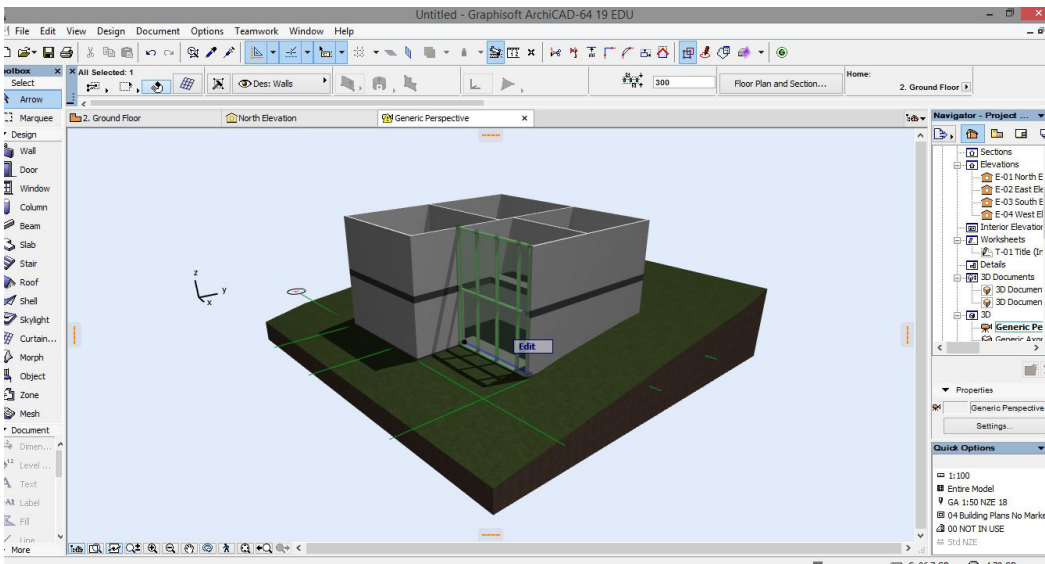 Untitled - Graphisoft ArchiCAD-64 19 EDU
File Edit View Design Document Options Teamwork Window Help
All Selected: 1
Des: Walls
300
Floor Plan and Section...
Home:
2. Ground Floor
Select
Arrow
Marquee
Design
Wall
Door
Window
Column
Beam
Slab
Stair
Roof
Shell
Skylight
Curtain...
Morph
Object
Zone
Mesh
Document
Dimen...
Level ...
Text
A1 Label
Fill
Line
More
2. Ground Floor
North Elevation
Generic Perspective
z
y
x
Edit
Navigator - Project ...
Sections
Elevations
E-01 North E
E-02 East Ele
E-03 South E
E-04 West El
Interior Elevation
Worksheets
T-01 Title (In
Details
3D Documents
3D Documen
3D Documen
3D
Generic Pe
Generic Axon
Properties
Generic Perspective
Settings...
Quick Options
1:100
Entire Model
GA 1:50 NZE 18
04 Building Plans No Marke
00 NOT IN USE
Std NZE